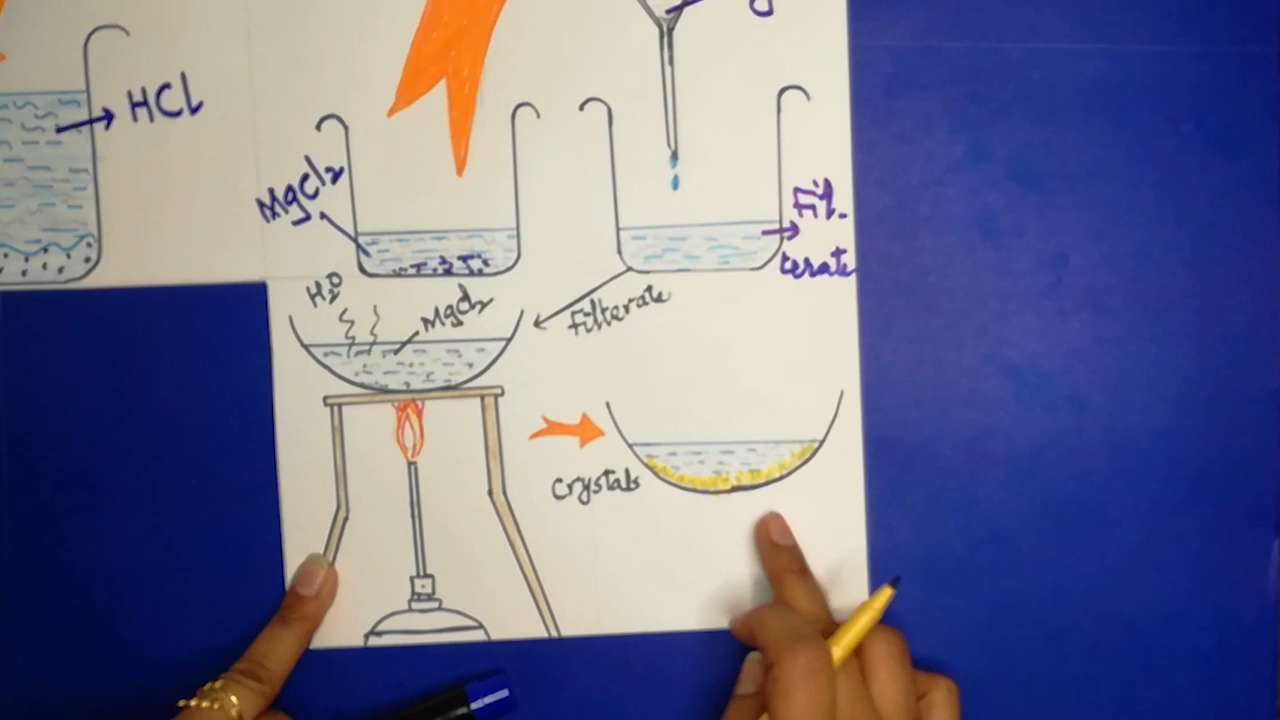 HCl
MgCl2
Fil.
terate
H2O
MgCl2
Filterate
Crystals